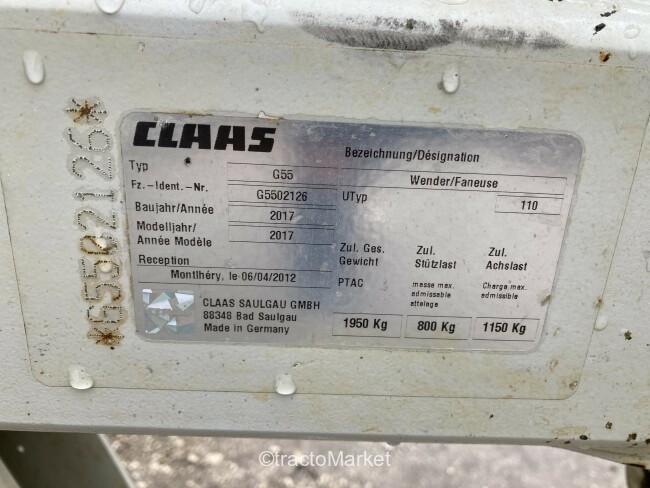 *G5502126*
CLAAS
Typ G55
Fz.-Ident.-Nr. G5502126
Baujahr/Année 2017
Modelljahr/
Année Modèle 2017
Reception
Montlhéry, le 06/04/2012
CLAAS SAULGAU GMBH
88348 Bad Saulgau
Made in Germany
Bezeichnung/Désignation
Wender/Faneuse
UTyp 110
Zul. Ges.
Gewicht
PTAC
1950 Kg
Zul.
Stützlast
masse max.
admissable
attelage
800 Kg
Zul.
Achslast
Charge max.
admissible.
1150 Kg
©tractoMarket